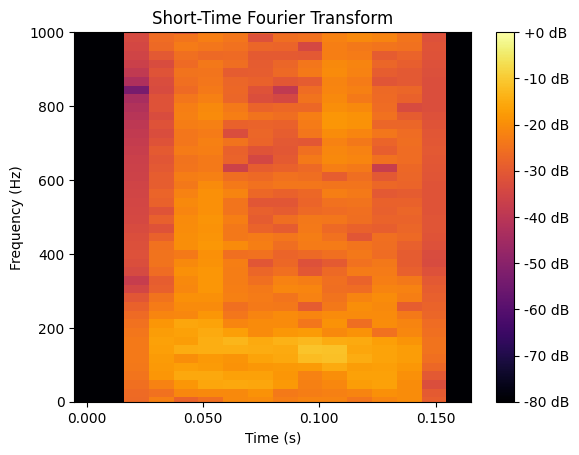 Short-Time Fourier Transform
1000
800
600
400
200
0
Frequency (Hz)
0.000
0.050
0.100
0.150
Time (s)
+0 dB
-10 dB
-20 dB
-30 dB
-40 dB
-50 dB
-60 dB
-70 dB
-80 dB